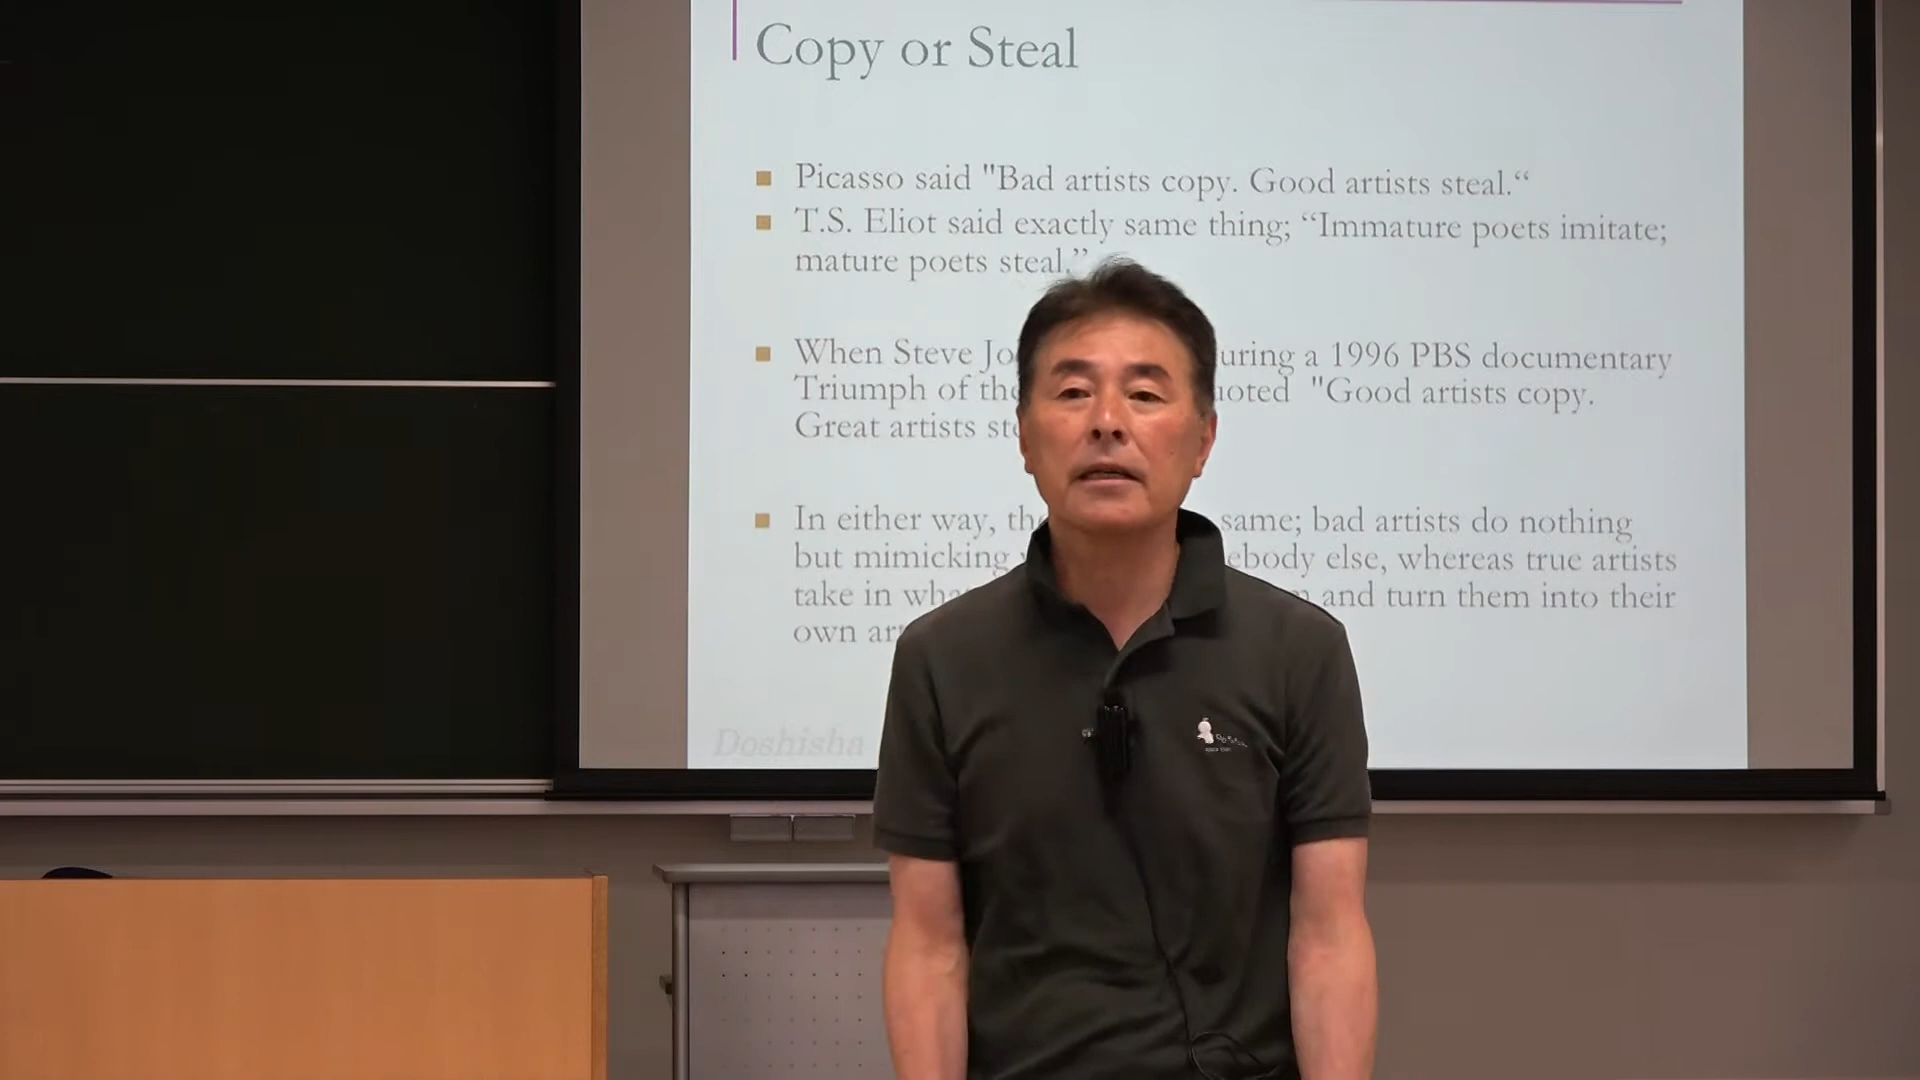 Copy or Steal
Picasso said "Bad artists copy. Good artists steal.“
T.S. Eliot said exactly same thing; “Immature poets imitate;
mature poets steal.”
When Steve Jo uring a 1996 PBS documentary
Triumph of the uoted "Good artists copy.
Great artists ste
In either way, the same; bad artists do nothing
but mimicking ebody else, whereas true artists
take in wha and turn them into their
own ar
Doshisha